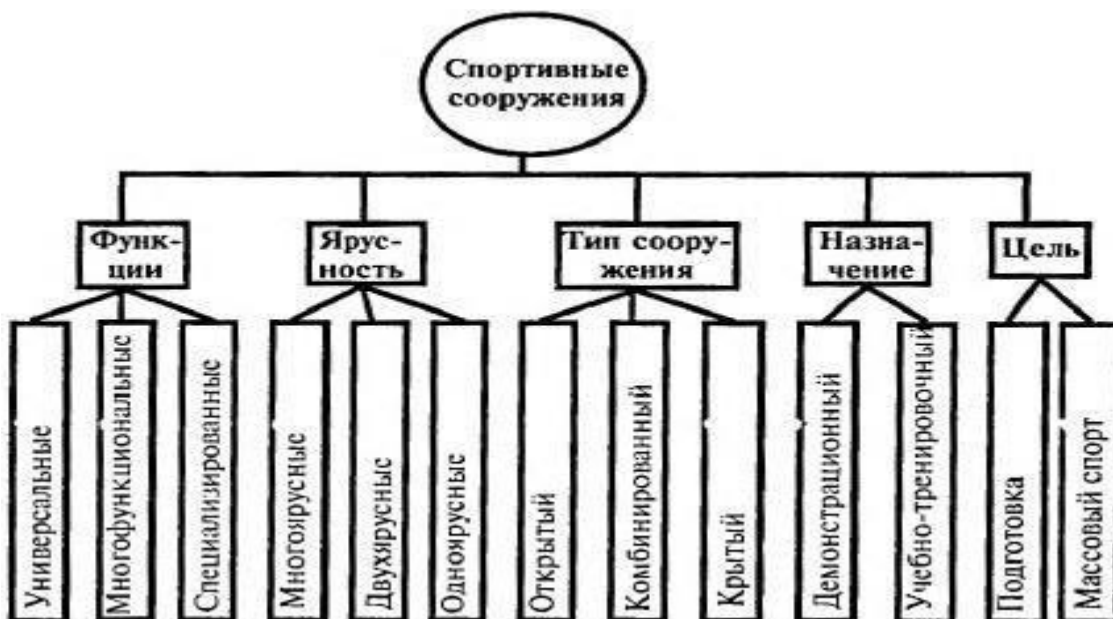 Спортивные
сооружения
Функ-
ции
Ярус-
ность
Тип соору-
жения
Назна-
чение
Цель
Универсальные
Многофункциональные
Специализированные
Многоярусные
Двухярусные
Одноярусные
Открытый
Комбинированный
Крытый
Демонстрационный
Учебно-тренировочный
Подготовка
Массовый спорт